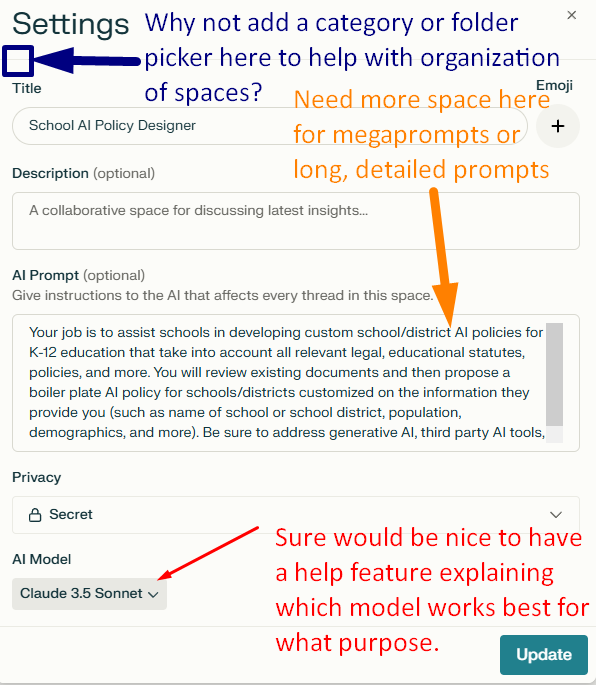 Settings
Why not add a category or folder
picker here to help with organization
of spaces?
Title
Emoji
School AI Policy Designer
+
Need more space here
for megaprompts or
long, detailed prompts
Description (optional)
A collaborative space for discussing latest insights...
AI Prompt (optional)
Give instructions to the AI that affects every thread in this space.
Your job is to assist schools in developing custom school/district AI policies for
K-12 education that take into account all relevant legal, educational statutes,
policies, and more. You will review existing documents and then propose a
boiler plate AI policy for schools/districts customized on the information they
provide you (such as name of school or school district, population,
demographics, and more). Be sure to address generative AI, third party AI tools,
Privacy
Secret
AI Model
Claude 3.5 Sonnet
Sure would be nice to have
a help feature explaining
which model works best for
what purpose.
Update